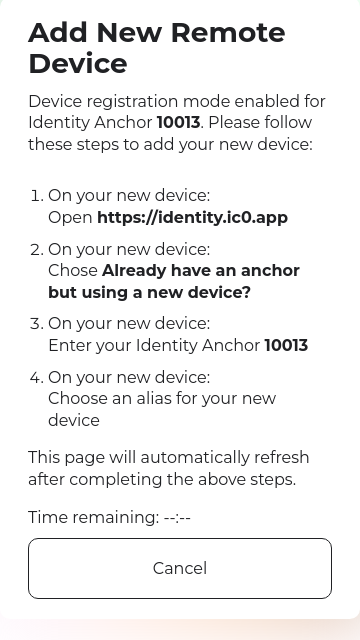 Add New Remote
Device
Device registration mode enabled for
Identity Anchor 10013. Please follow
these steps to add your new device:
1. On your new device:
Open https://identity.ic0.app
2. On your new device:
Chose Already have an anchor
but using a new device?
3. On your new device:
Enter your Identity Anchor 10013
4. On your new device:
Choose an alias for your new
device
This page will automatically refresh
after completing the above steps.
Time remaining: --:--
Cancel